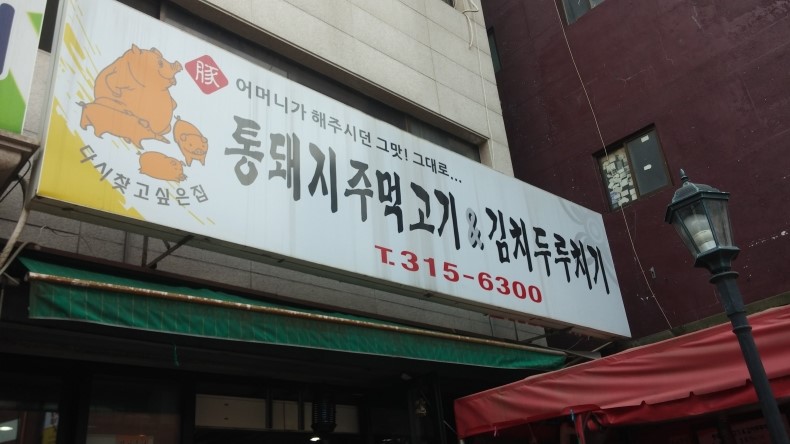 豚
어머니가 해주시던 그맛! 그대로...
통돼지주먹고기 & 김치두루치기
T.315-6300
다시찾고싶은집